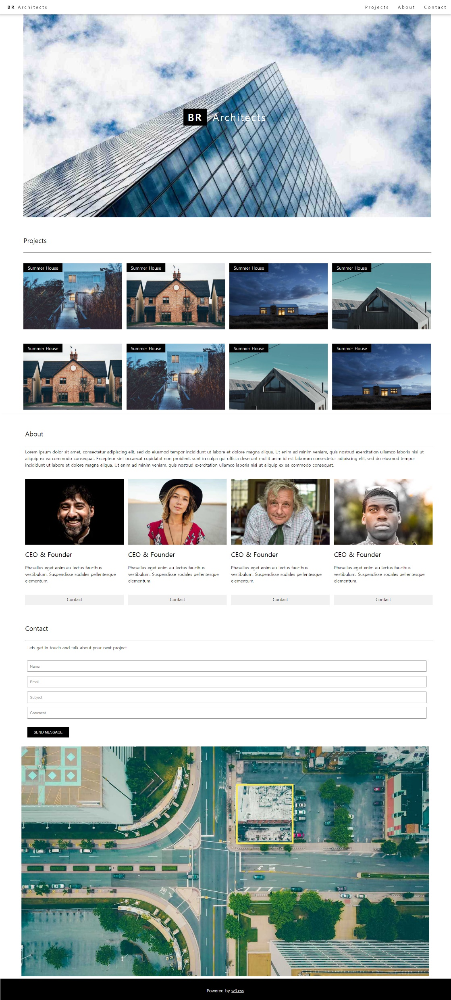 BR Architects
Projects About Contact
BR Architects
Projects
Summer House Summer House Summer House Summer House
Summer House Summer House Summer House Summer House
About
Lorem ipsum dolor sit amet, consectetur adipiscing elit, sed do eiusmod tempor incididunt ut labore et dolore magna aliqua. Ut enim ad minim veniam, quis nostrud exercitation ullamco laboris nisi ut
aliquip ex ea commodo consequat. Excepteur sint occaecat cupidatat non proident, sunt in culpa qui officia deserunt mollit anim id est laborum consectetur adipiscing elit, sed do eiusmod tempor
incididunt ut labore et dolore magna aliqua. Ut enim ad minim veniam, quis nostrud exercitation ullamco laboris nisi ut aliquip ex ea commodo consequat.
CEO & Founder
Phasellus eget enim eu lectus faucibus
vestibulum. Suspendisse sodales pellentesque
elementum.
Contact
CEO & Founder
Phasellus eget enim eu lectus faucibus
vestibulum. Suspendisse sodales pellentesque
elementum.
Contact
CEO & Founder
Phasellus eget enim eu lectus faucibus
vestibulum. Suspendisse sodales pellentesque
elementum.
Contact
CEO & Founder
Phasellus eget enim eu lectus faucibus
vestibulum. Suspendisse sodales pellentesque
elementum.
Contact
Contact
Lets get in touch and talk about your next project.
Name
Email
Subject
Comment
SEND MESSAGE
ONLY
Powered by w3.css